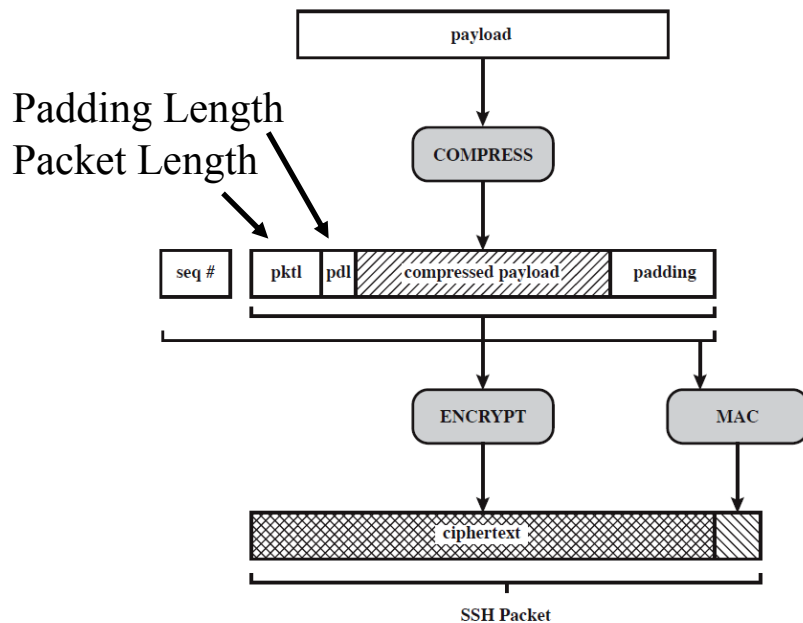 payload
Padding Length
Packet Length
COMPRESS
seq # pktl pdl compressed payload padding
ENCRYPT MAC
ciphertext
SSH Packet